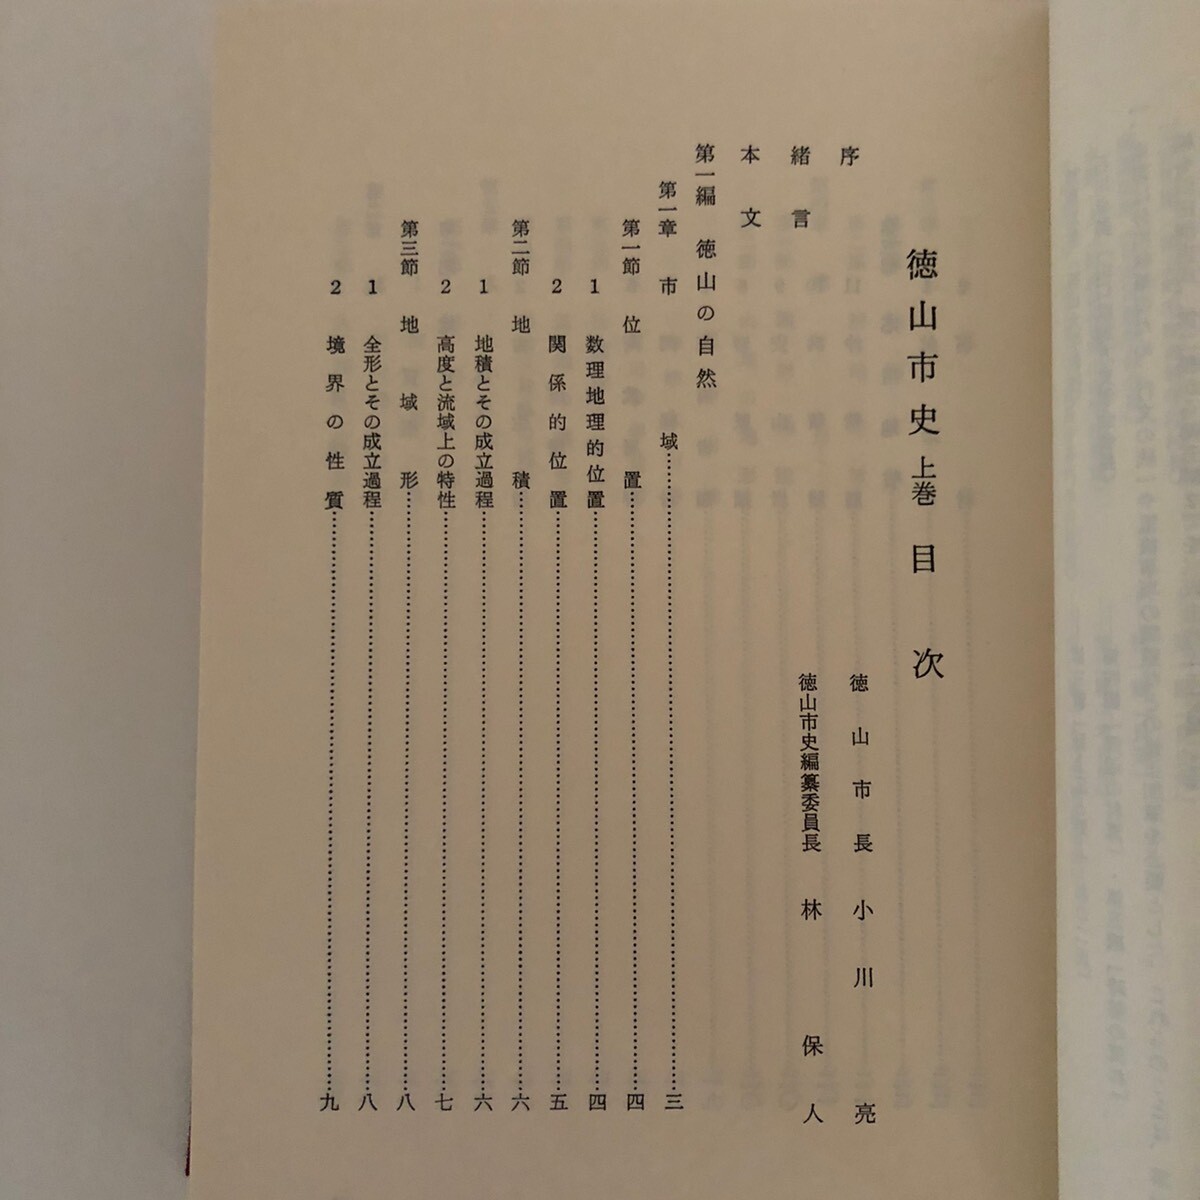 徳山市史 上巻 目次
序 徳山市長 小川 亮
緒言 徳山市史編纂委員長 林 保人
本文
第一編 徳山の自然
第一章 市域……三
第一節 位置……四
1 数理地理的位置……四
2 関係的位置……五
第二節 地積……六
1 地積とその成立過程……六
2 高度と流域上の特性……七
第三節 地域形……八
1 全形とその成立過程……八
2 境界の性質……九